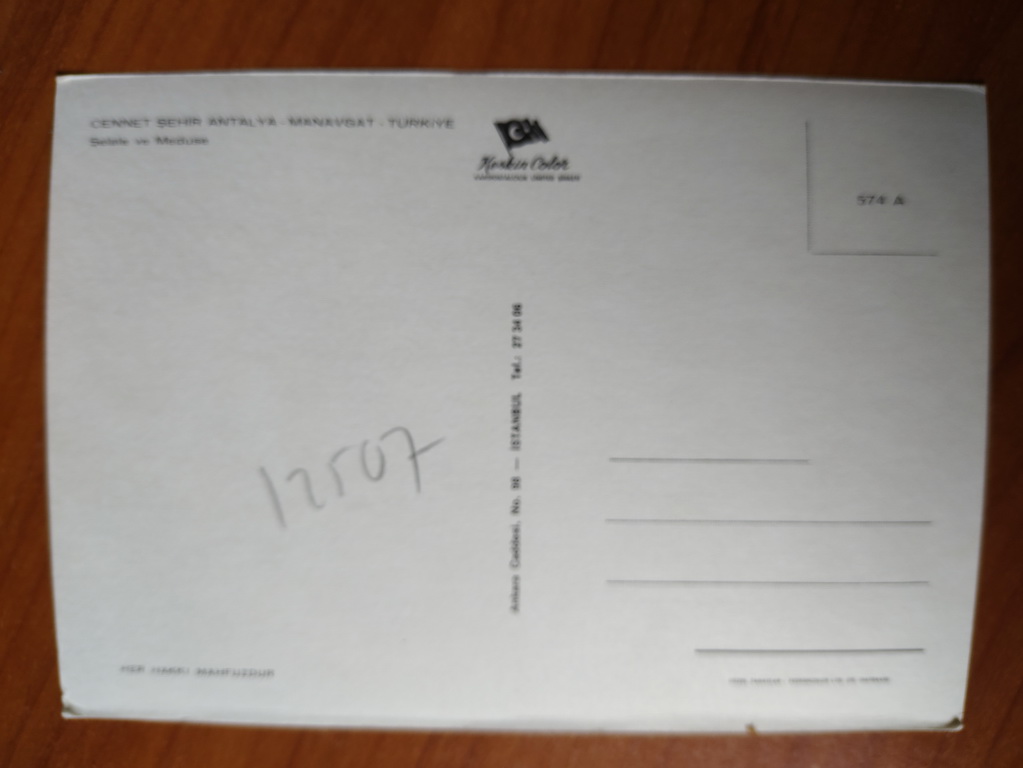 CENNET ŞEHİR ANTALYA - MANAVGAT - TÜRKİYE
Şelale ve Medüse
Keskin Color
574 A
Ankara Caddesi, No. 98 — İSTANBUL Tel.: 27 34 06
12507
HER HAKKI MAHFUZDUR